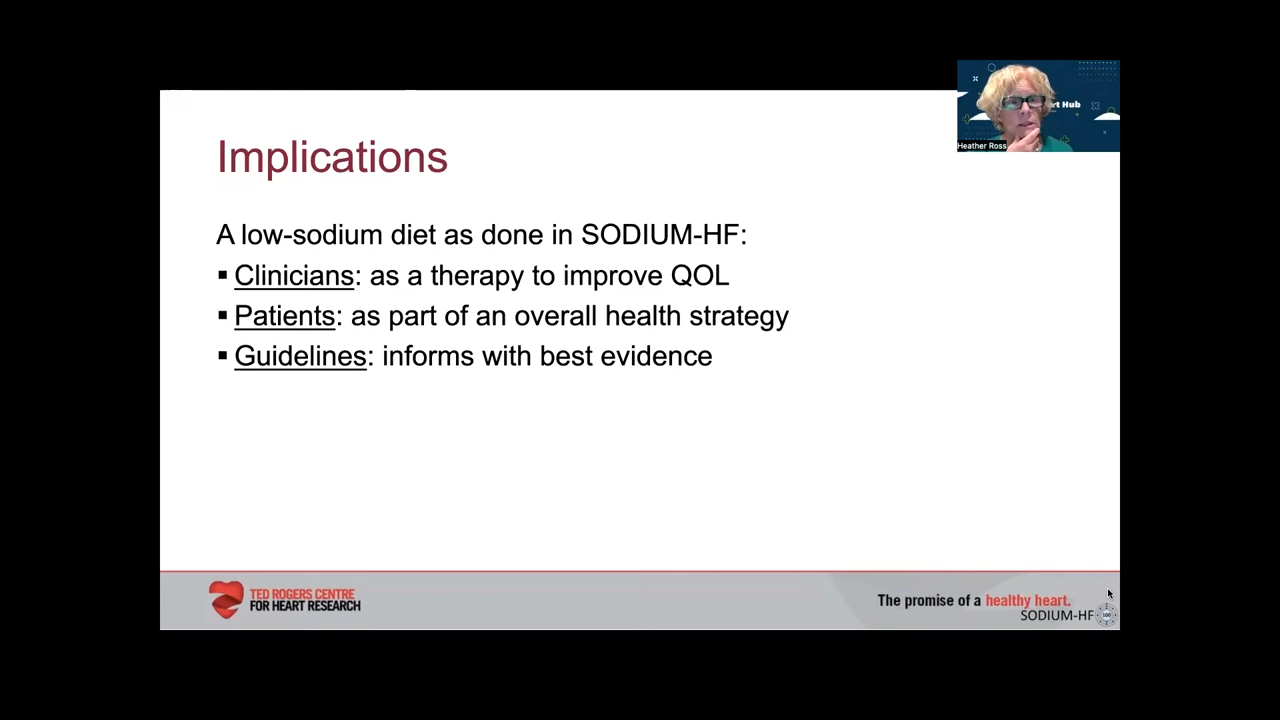 Implications
A low-sodium diet as done in SODIUM-HF:
▪ Clinicians: as a therapy to improve QOL
▪ Patients: as part of an overall health strategy
▪ Guidelines: informs with best evidence
rt Hub
Heather Ross
TED ROGERS CENTRE
FOR HEART RESEARCH
The promise of a healthy heart.
SODIUM-HF